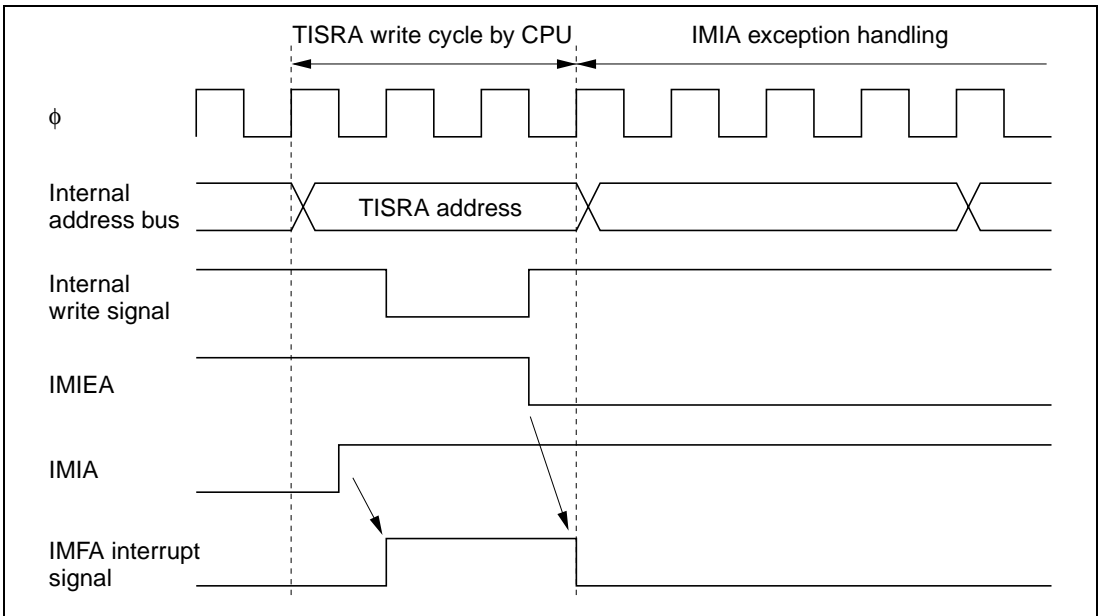 TISRA write cycle by CPU
IMIA exception handling
ϕ
Internal
address bus
TISRA address
Internal
write signal
IMIEA
IMIA
IMFA interrupt
signal